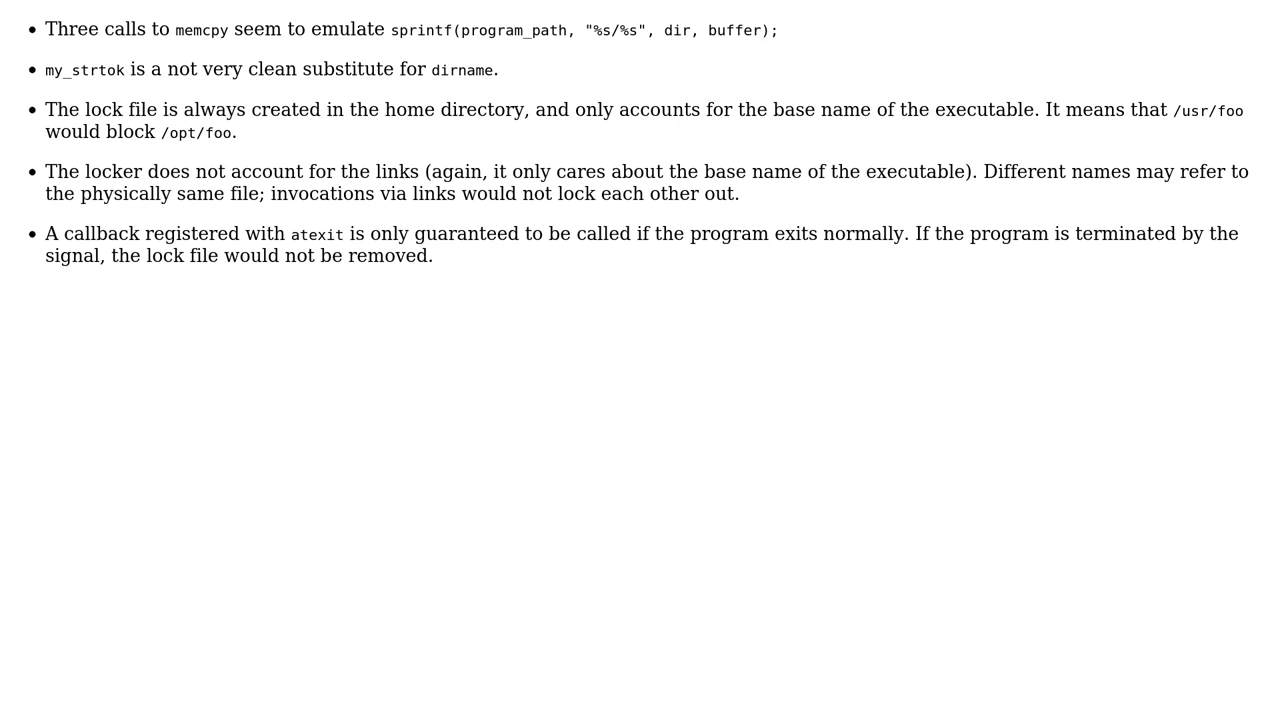 • Three calls to memcpy seem to emulate sprintf(program_path, "%s/%s", dir, buffer);
• my_strtok is a not very clean substitute for dirname.
• The lock file is always created in the home directory, and only accounts for the base name of the executable. It means that /usr/foo
would block /opt/foo.
• The locker does not account for the links (again, it only cares about the base name of the executable). Different names may refer to
the physically same file; invocations via links would not lock each other out.
• A callback registered with atexit is only guaranteed to be called if the program exits normally. If the program is terminated by the
signal, the lock file would not be removed.